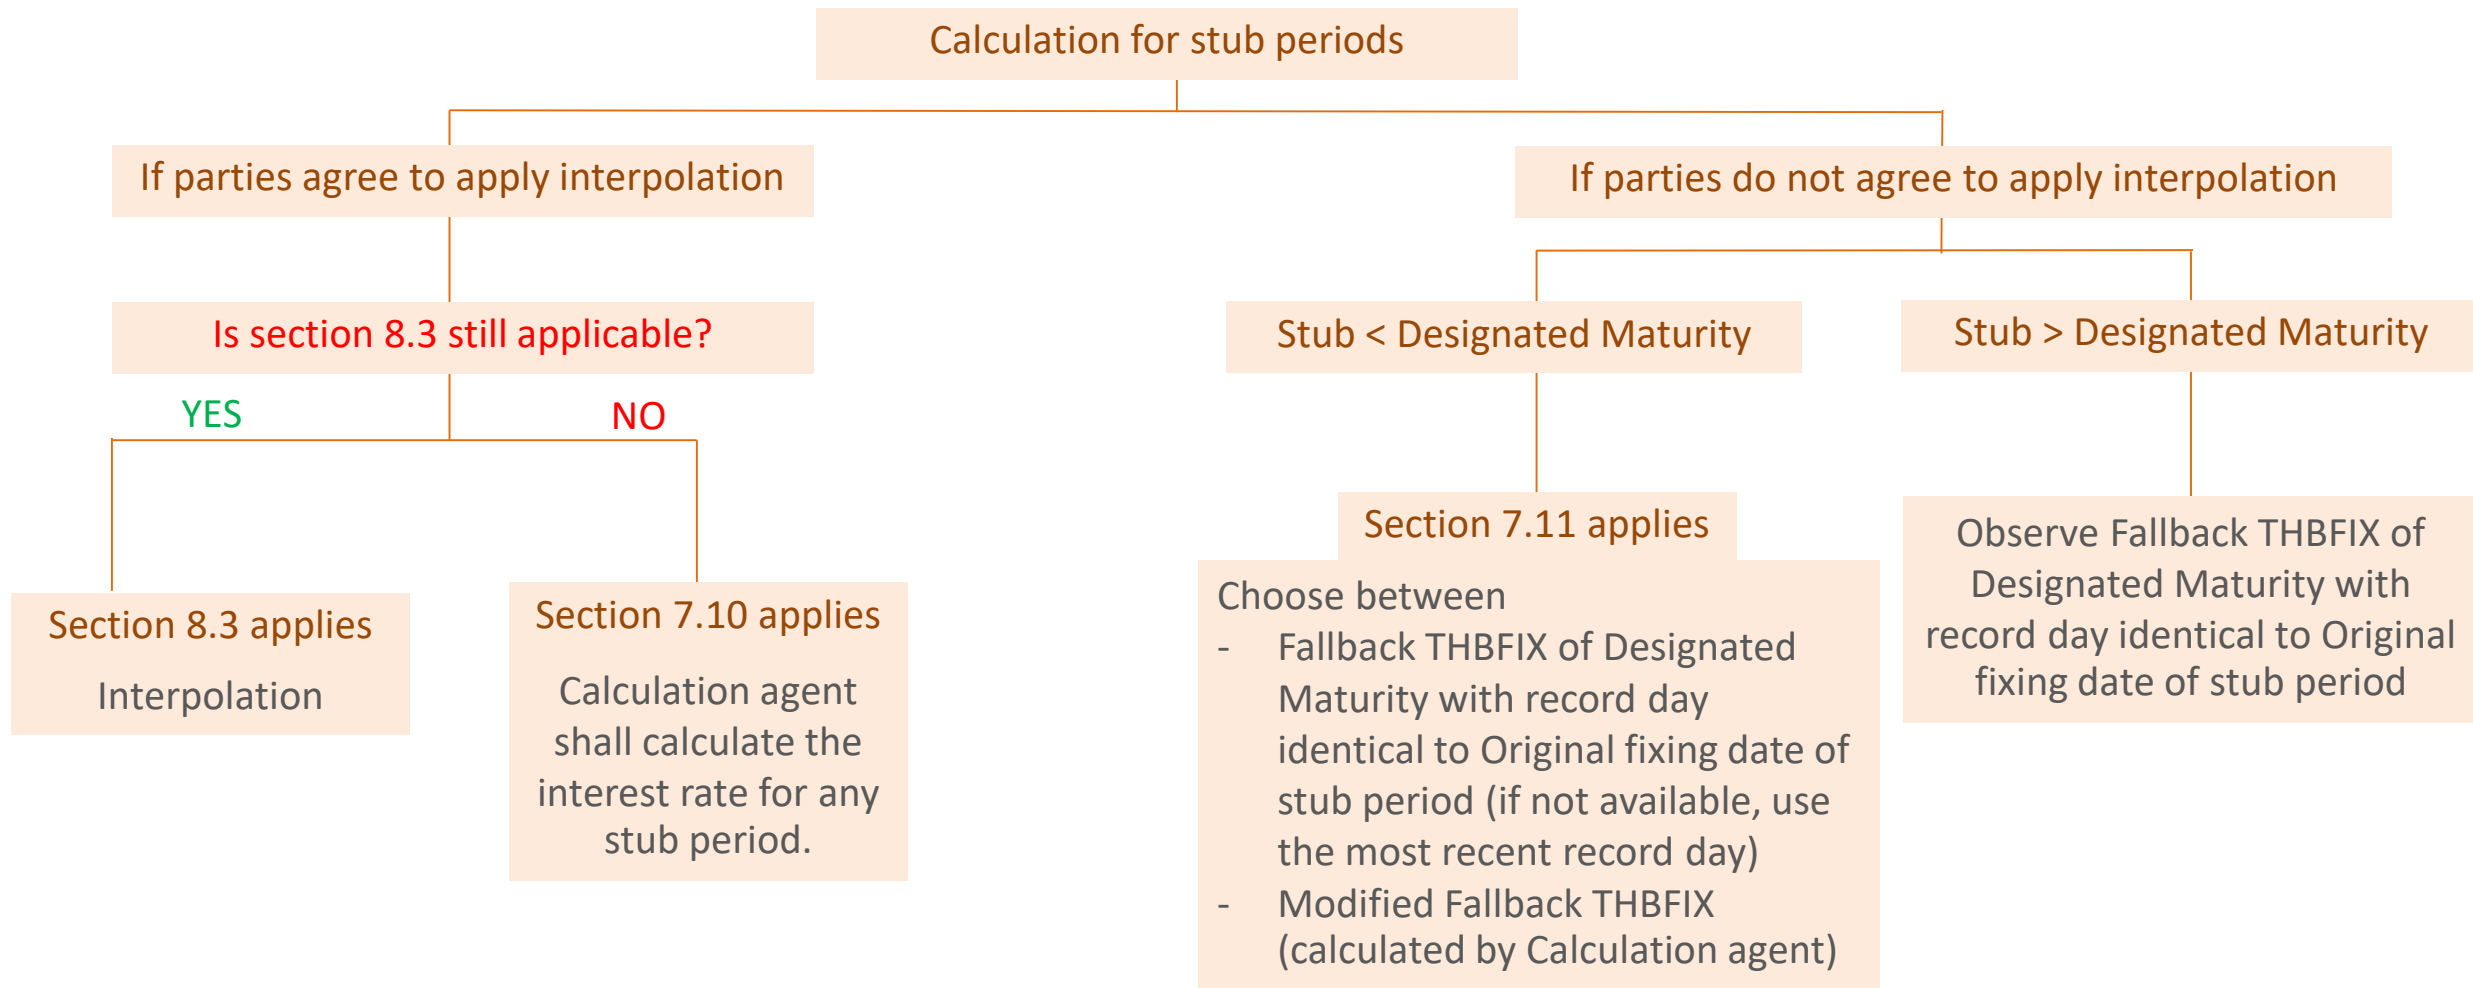 Calculation for stub periods
If parties agree to apply interpolation
If parties do not agree to apply interpolation
Is section 8.3 still applicable?
Stub < Designated Maturity
Stub > Designated Maturity
YES
NO
Section 8.3 applies
Interpolation
Section 7.10 applies
Calculation agent
shall calculate the
interest rate for any
stub period.
Section 7.11 applies
Choose between
- Fallback THBFIX of Designated
Maturity with record day
identical to Original fixing date of
stub period (if not available, use
the most recent record day)
- Modified Fallback THBFIX
(calculated by Calculation agent)
Observe Fallback THBFIX of
Designated Maturity with
record day identical to Original
fixing date of stub period